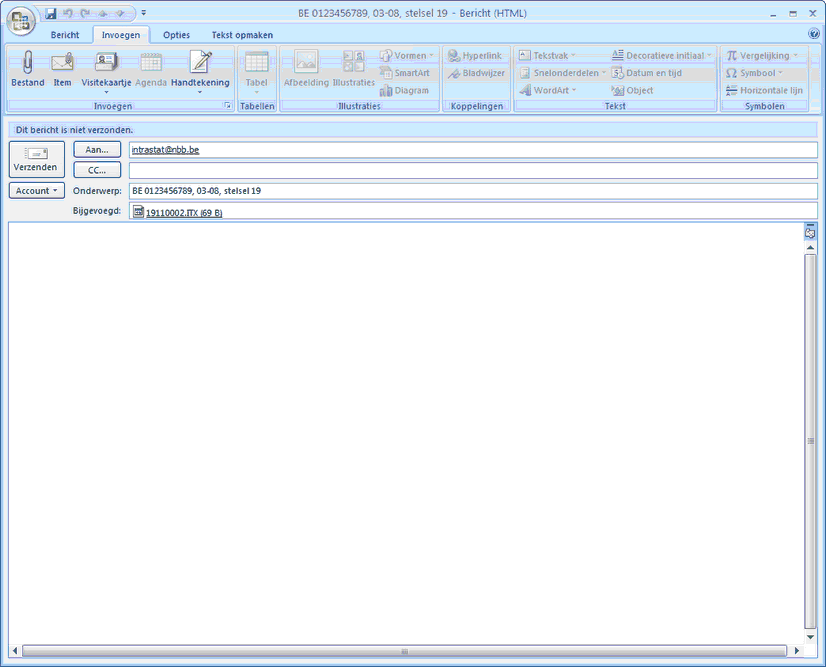 BE 0123456789, 03-08, stelsel 19 - Bericht (HTML)
Bericht Invoegen Opties Tekst opmaken
Bestand Item Visitekaartje Agenda Handtekening
Invoegen
Tabel
Tabellen
Afbeelding Illustraties
Vormen
SmartArt
Diagram
Illustraties
Hyperlink
Bladwijzer
Koppelingen
Tekstvak
Snelonderdelen
WordArt
Decoratieve initiaal
Datum en tijd
Object
Tekst
Vergelijking
Symbool
Horizontale lijn
Symbolen
Dit bericht is niet verzonden.
Verzenden
Aan... intrastat@nbb.be
CC...
Account Onderwerp: BE 0123456789, 03-08, stelsel 19
Bijgevoegd: 19110002.ITX (69 B)